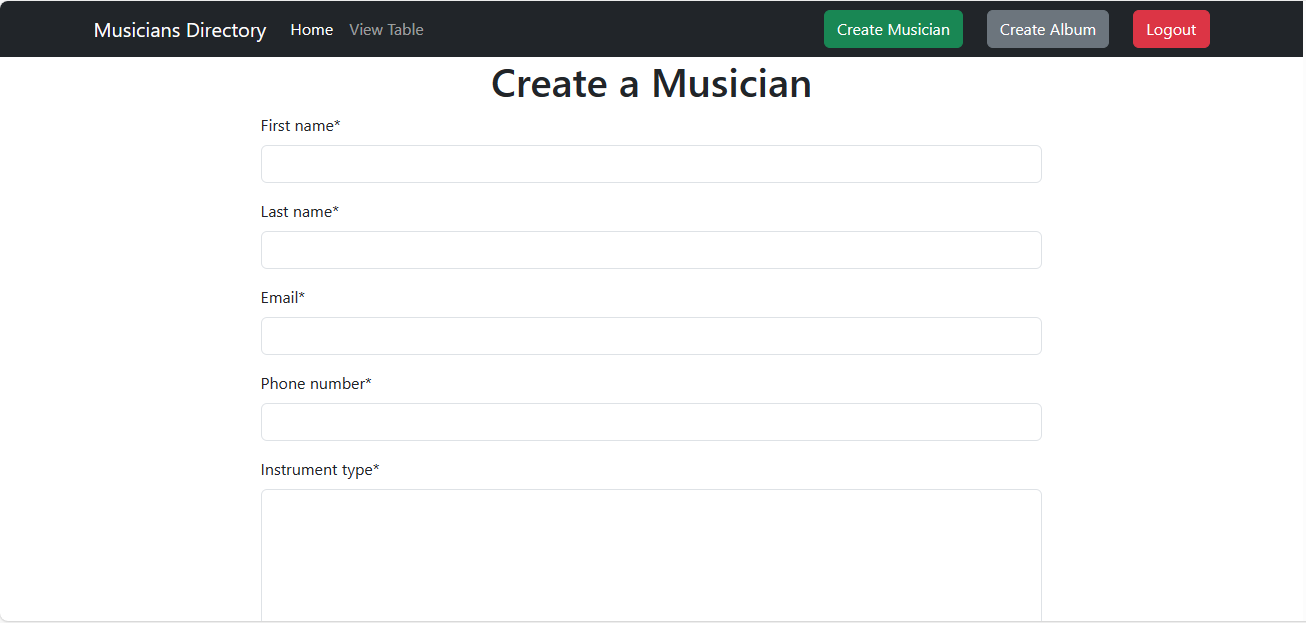 Musicians Directory Home View Table Create Musician Create Album Logout
Create a Musician
First name*
Last name*
Email*
Phone number*
Instrument type*